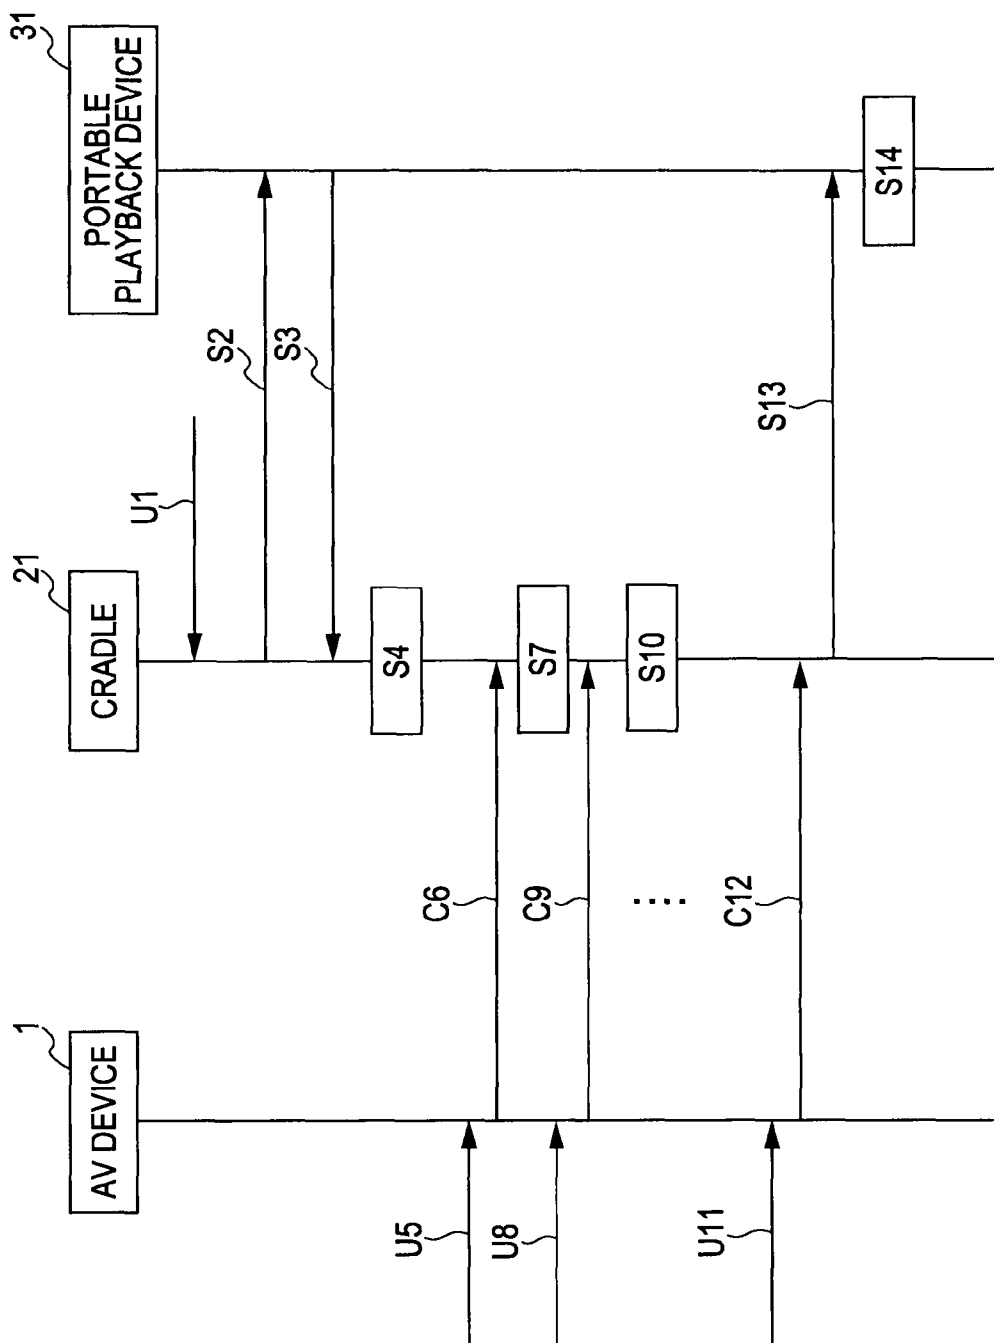 1
AV DEVICE
21
CRADLE
31
PORTABLE
PLAYBACK DEVICE
U1
S2
S3
S4
U5
C6
S7
U8
C9
S10
....
U11
C12
S13
S14